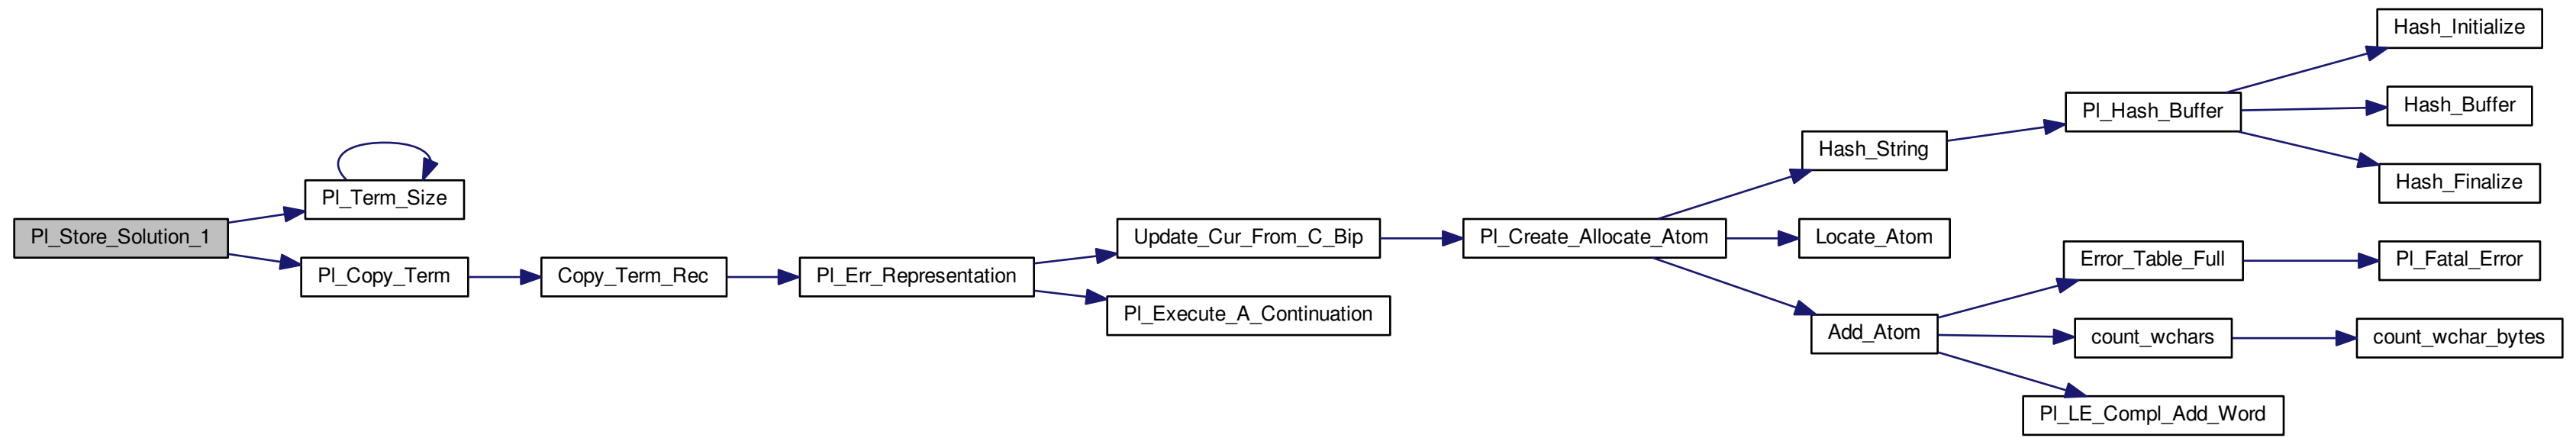 Pl_Store_Solution_1
Pl_Term_Size
Pl_Copy_Term
Copy_Term_Rec
Pl_Err_Representation
Update_Cur_From_C_Bip
Pl_Execute_A_Continuation
Pl_Create_Allocate_Atom
Hash_String
Locate_Atom
Add_Atom
Pl_Hash_Buffer
Error_Table_Full
count_wchars
Pl_LE_Compl_Add_Word
Hash_Initialize
Hash_Buffer
Hash_Finalize
Pl_Fatal_Error
count_wchar_bytes